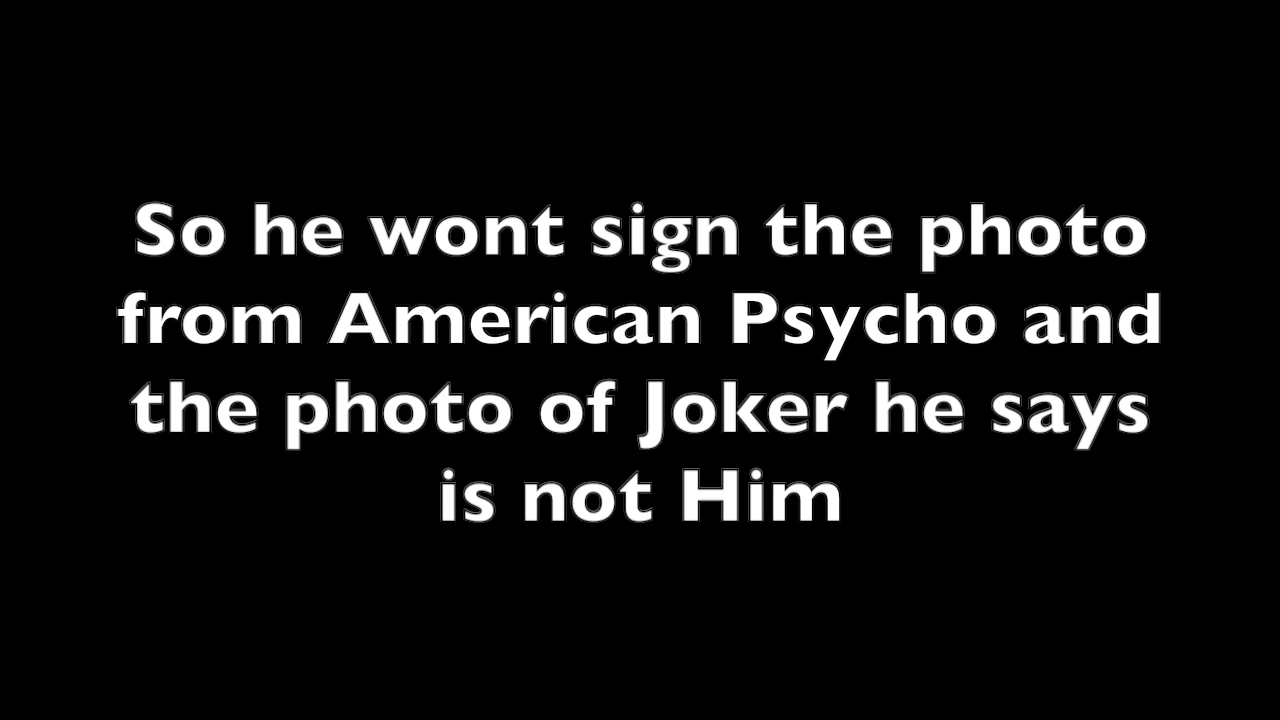 So he wont sign the photo
from American Psycho and
the photo of Joker he says
is not Him